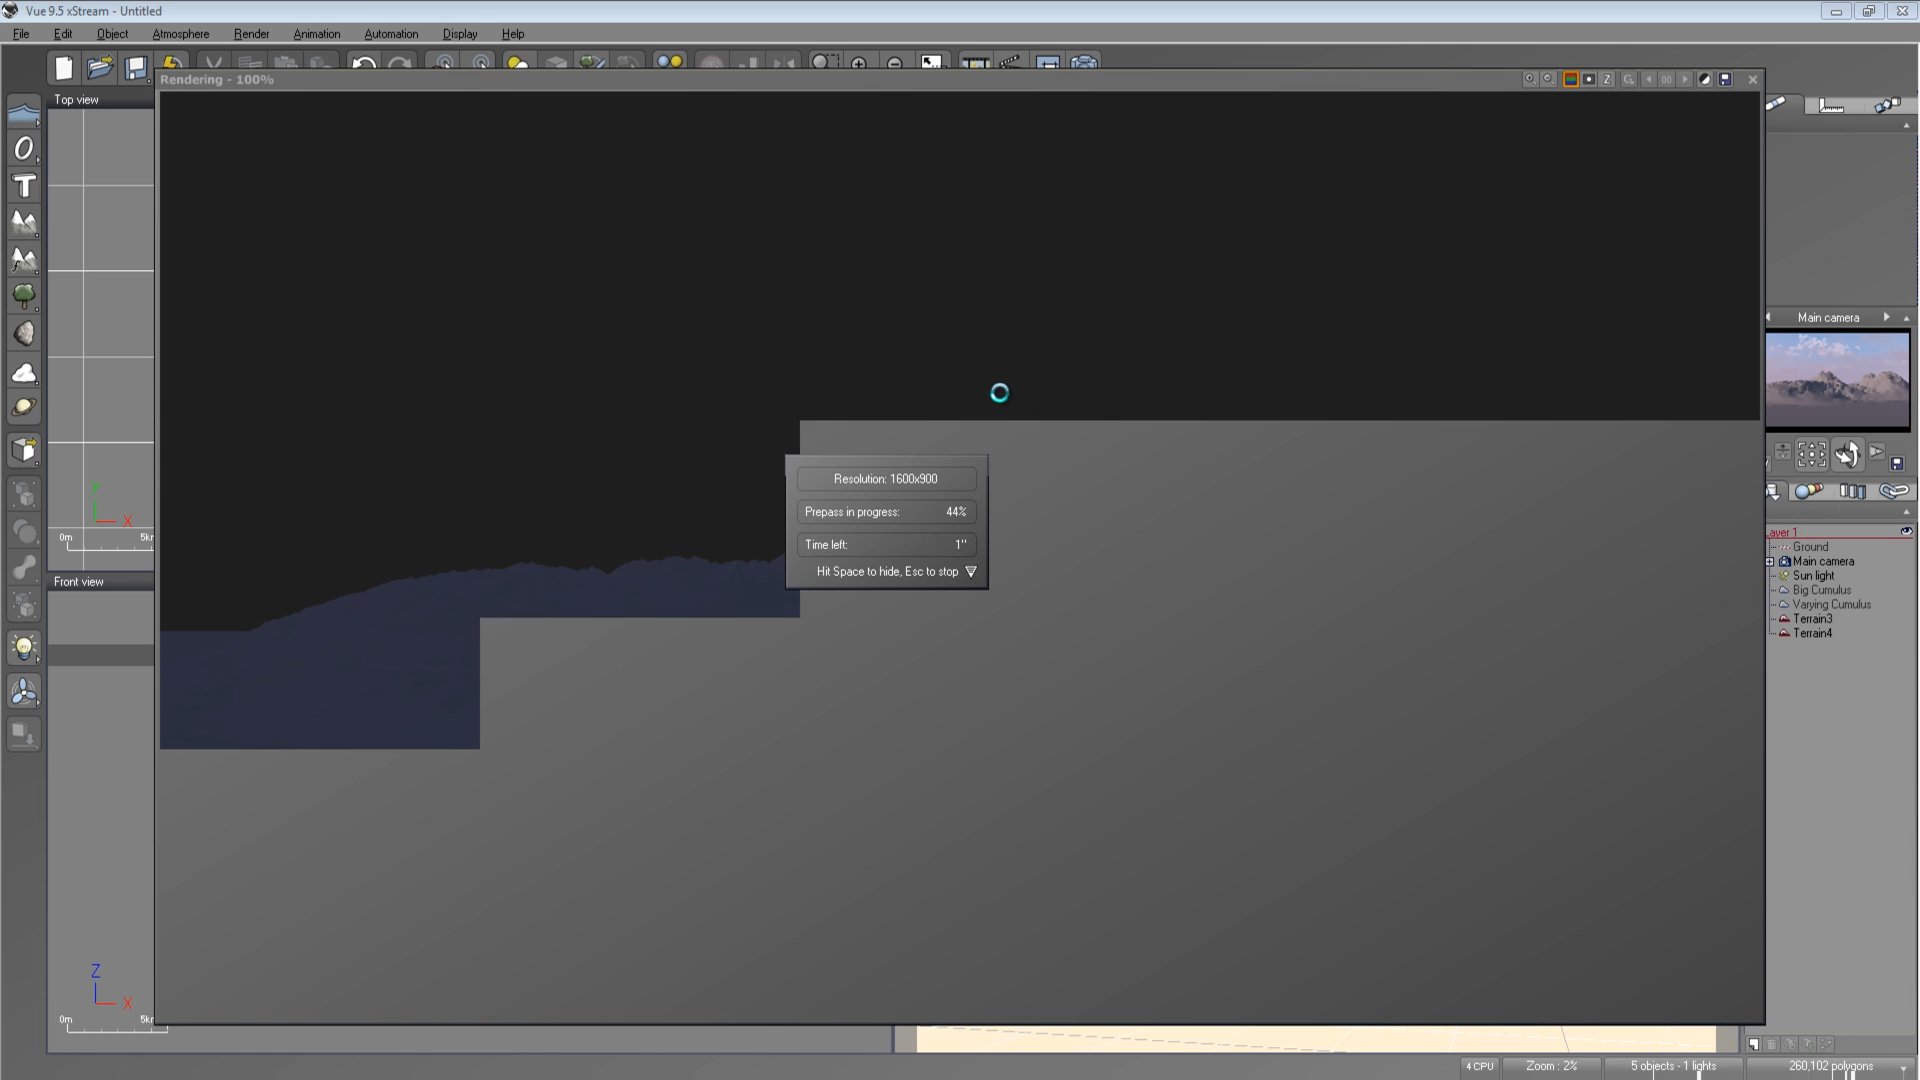 Vue 9.5 xStream - Untitled
File Edit Object Atmosphere Render Animation Automation Display Help
Rendering - 100%
Z
Top view
Main camera
Resolution: 1600x900
Prepass in progress: 44%
Time left: 1''
Hit Space to hide, Esc to stop
Y
X
0m
Front view
ayer 1
Ground
Main camera
Sun light
Big Cumulus
Varying Cumulus
Terrain3
Terrain4
Z
X
0m
4 CPU
Zoom : 2%
5 objects - 1 lights
260,102 polygons